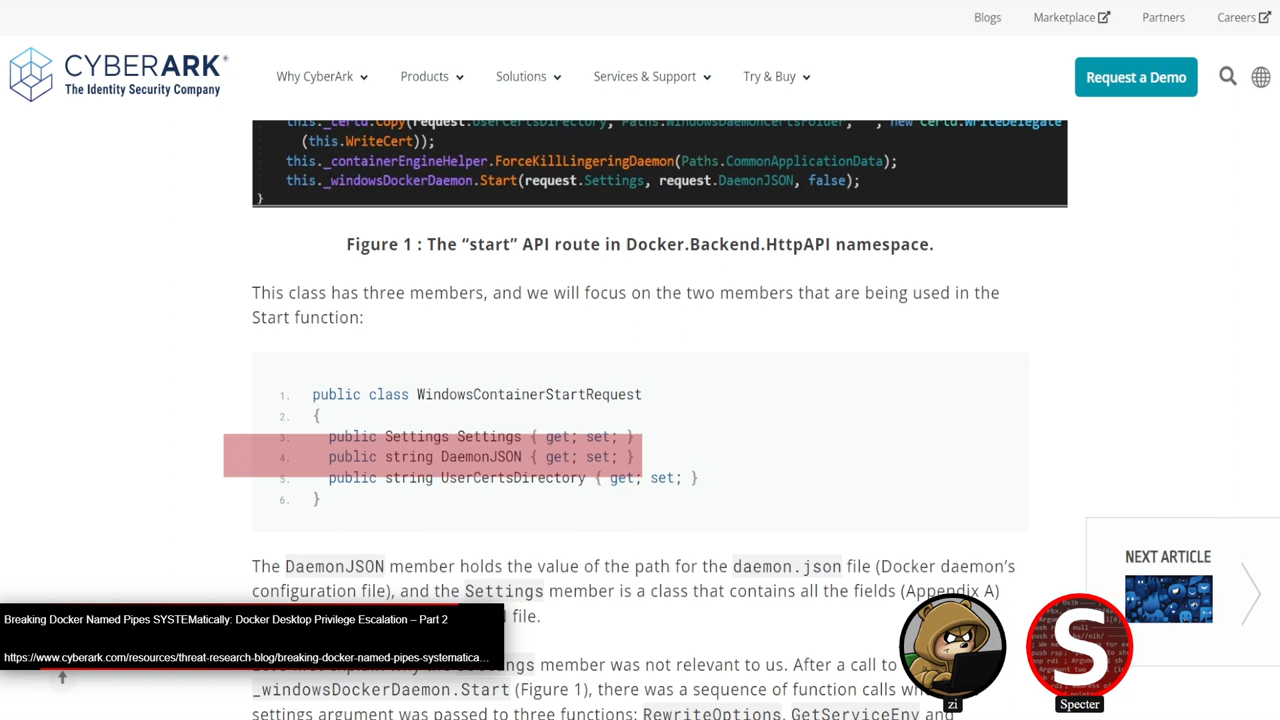 Blogs Marketplace Partners Careers
CYBERARK®
The Identity Security Company
Why CyberArk Products Solutions Services & Support Try & Buy
Request a Demo
this._certd.Copy(request.UserCertsDirectory, Paths.WindowsDaemonCertsFolder, , new Certd.WriteDelegate
(this.WriteCert));
this._containerEngineHelper.ForceKillLingeringDaemon(Paths.CommonApplicationData);
this._windowsDockerDaemon.Start(request.Settings, request.DaemonJSON, false);
}
Figure 1 : The “start” API route in Docker.Backend.HttpAPI namespace.
This class has three members, and we will focus on the two members that are being used in the
Start function:
1. public class WindowsContainerStartRequest
2. {
3. public Settings Settings { get; set; }
4. public string DaemonJSON { get; set; }
5. public string UserCertsDirectory { get; set; }
6. }
The DaemonJSON member holds the value of the path for the daemon.json file (Docker daemon’s
configuration file), and the Settings member is a class that contains all the fields (Appendix A)
file.
member was not relevant to us. After a call to
_windowsDockerDaemon.Start (Figure 1), there was a sequence of function calls
settings argument was passed to three functions: RewriteOptions, GetServiceEnv and
NEXT ARTICLE
Breaking Docker Named Pipes SYSTEMatically: Docker Desktop Privilege Escalation – Part 2
https://www.cyberark.com/resources/threat-research-blog/breaking-docker-named-pipes-systematica...
zi
S
Specter